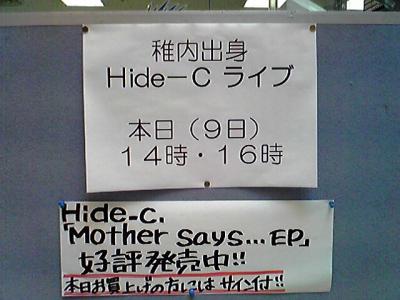 稚内出身
Hide－C ライブ
本日（9日）
14時・16時
Hide-C.
「Mother says... EP」
好評発売中!!
本日お買上げの方には サイン付!!